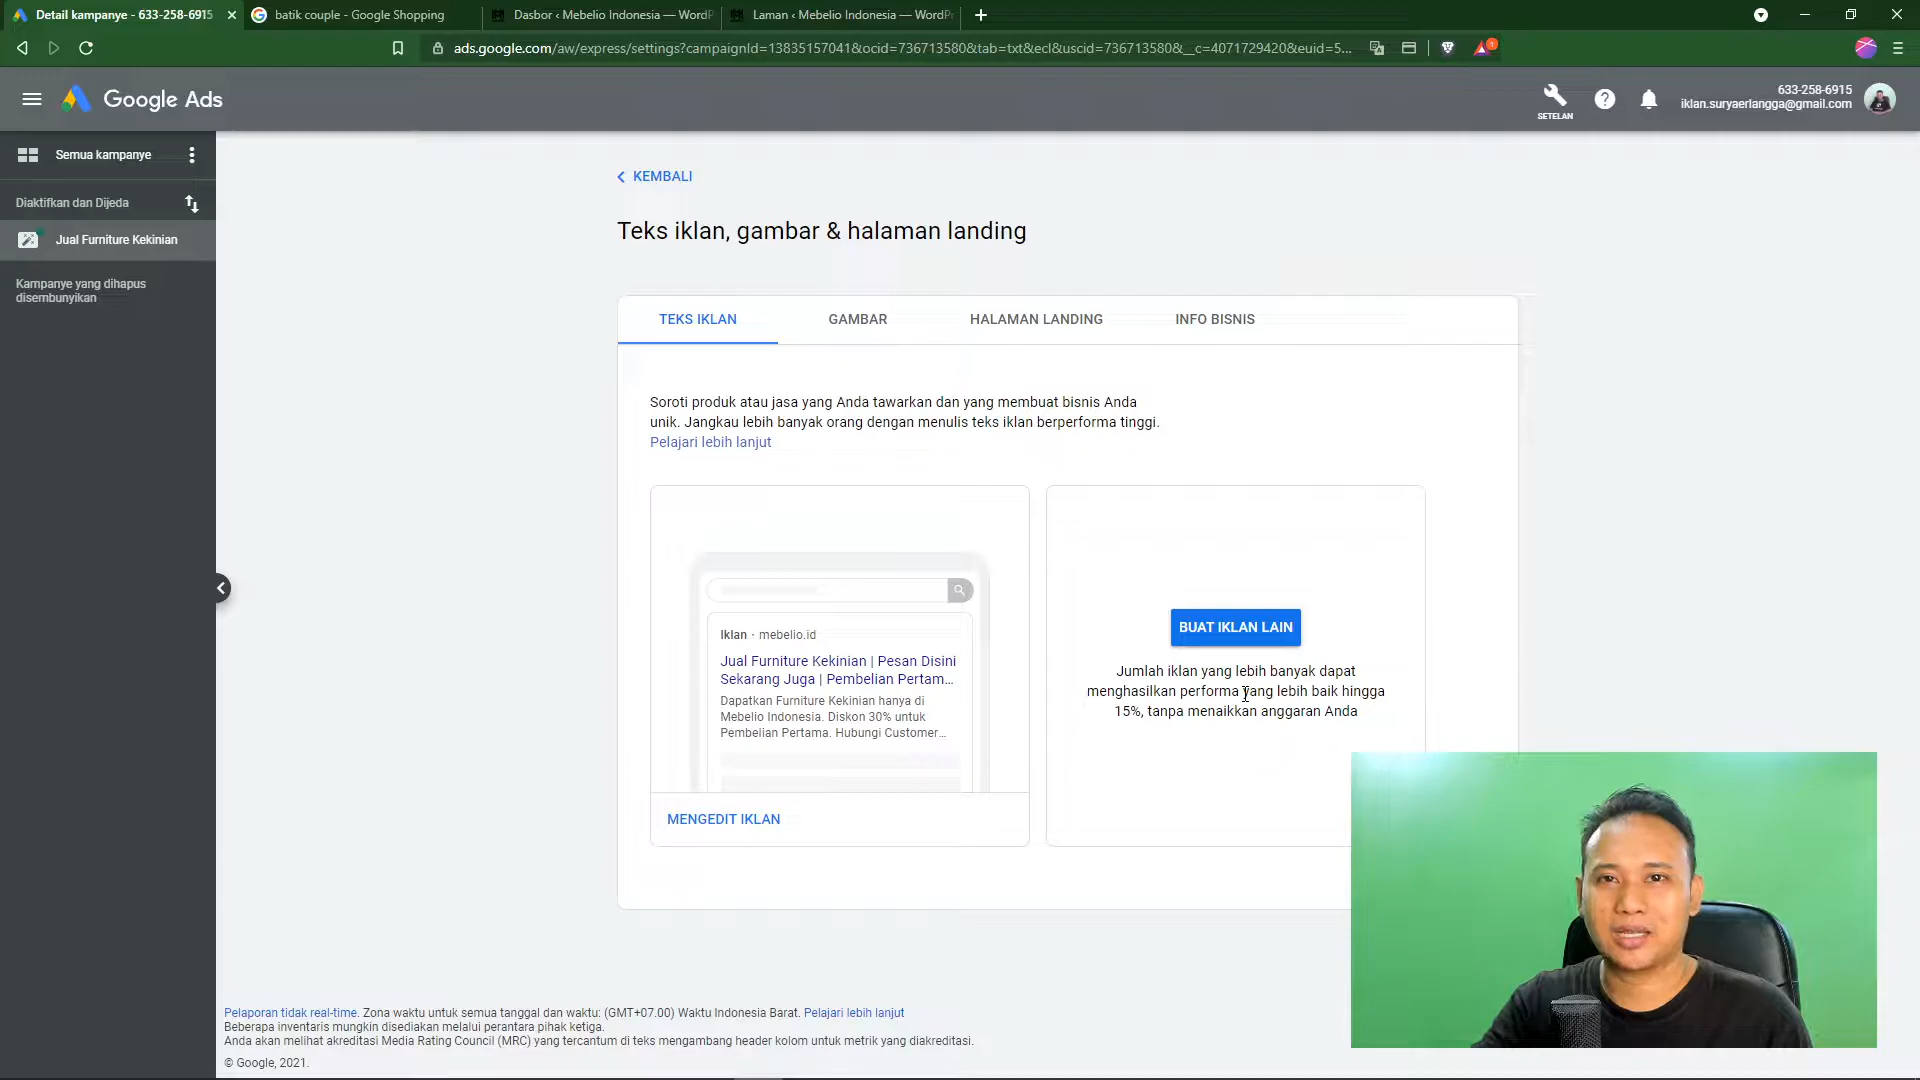 Detail kampanye - 633-258-6915
batik couple - Google Shopping
Dasbor ‹ Mebelio Indonesia — WordP
Laman ‹ Mebelio Indonesia — WordPr
ads.google.com/aw/express/settings?campaignId=13835157041&ocid=736713580&tab=txt&ecl&uscid=736713580&__c=4071729420&euid=5...
1
Google Ads
SETELAN
633-258-6915
iklan.suryaerlangga@gmail.com
Semua kampanye
Diaktifkan dan Dijeda
Jual Furniture Kekinian
Kampanye yang dihapus
disembunyikan
KEMBALI
Teks iklan, gambar & halaman landing
TEKS IKLAN
GAMBAR
HALAMAN LANDING
INFO BISNIS
Soroti produk atau jasa yang Anda tawarkan dan yang membuat bisnis Anda
unik. Jangkau lebih banyak orang dengan menulis teks iklan berperforma tinggi.
Pelajari lebih lanjut
Iklan · mebelio.id
Jual Furniture Kekinian | Pesan Disini
Sekarang Juga | Pembelian Pertam...
Dapatkan Furniture Kekinian hanya di
Mebelio Indonesia. Diskon 30% untuk
Pembelian Pertama. Hubungi Customer...
MENGEDIT IKLAN
BUAT IKLAN LAIN
Jumlah iklan yang lebih banyak dapat
menghasilkan performa yang lebih baik hingga
15%, tanpa menaikkan anggaran Anda
Pelaporan tidak real-time. Zona waktu untuk semua tanggal dan waktu: (GMT+07.00) Waktu Indonesia Barat. Pelajari lebih lanjut
Beberapa inventaris mungkin disediakan melalui perantara pihak ketiga.
Anda akan melihat akreditasi Media Rating Council (MRC) yang tercantum di teks mengambang header kolom untuk metrik yang diakreditasi.
© Google, 2021.